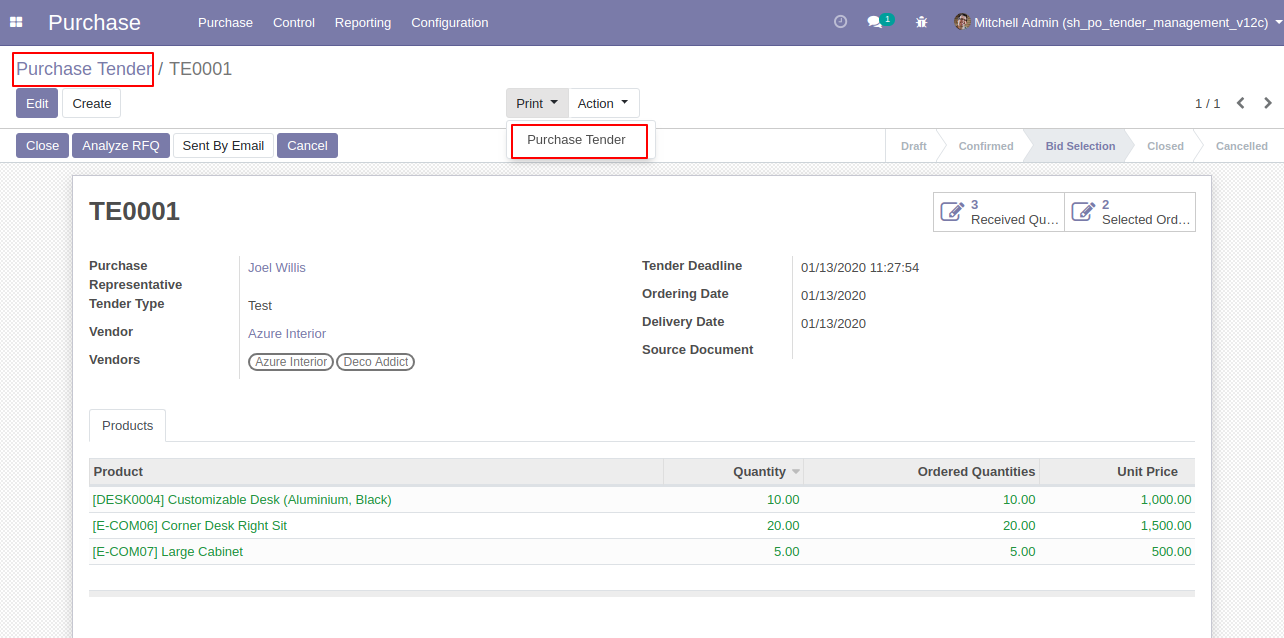 Purchase Purchase Control Reporting Configuration 1 Mitchell Admin (sh_po_tender_management_v12c)
Purchase Tender / TE0001
Edit Create Print Action 1 / 1
Close Analyze RFQ Sent By Email Cancel Purchase Tender Draft Confirmed Bid Selection Closed Cancelled
TE0001
3
Received Qu…
2
Selected Ord…
Purchase Representative Joel Willis
Tender Type Test
Vendor Azure Interior
Vendors Azure Interior Deco Addict
Tender Deadline 01/13/2020 11:27:54
Ordering Date 01/13/2020
Delivery Date 01/13/2020
Source Document
Products
Product Quantity Ordered Quantities Unit Price
[DESK0004] Customizable Desk (Aluminium, Black) 10.00 10.00 1,000.00
[E-COM06] Corner Desk Right Sit 20.00 20.00 1,500.00
[E-COM07] Large Cabinet 5.00 5.00 500.00